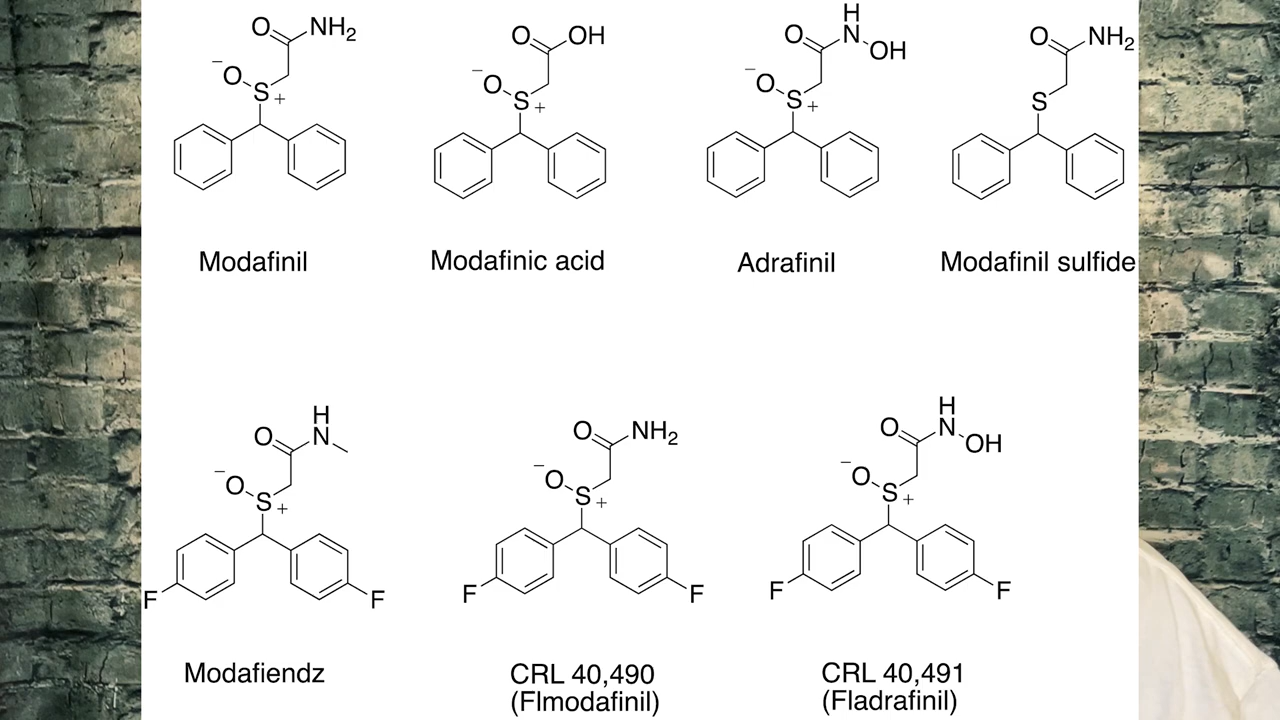 Modafinil
Modafinic acid
Adrafinil
Modafinil sulfide
Modafiendz
CRL 40,490
(Flmodafinil)
CRL 40,491
(Fladrafinil)
O NH2
−O S+
O OH
−O S+
O H N OH
−O S+
O NH2
S
O H N
−O S+
F F
O NH2
−O S+
F F
O H N OH
−O S+
F F